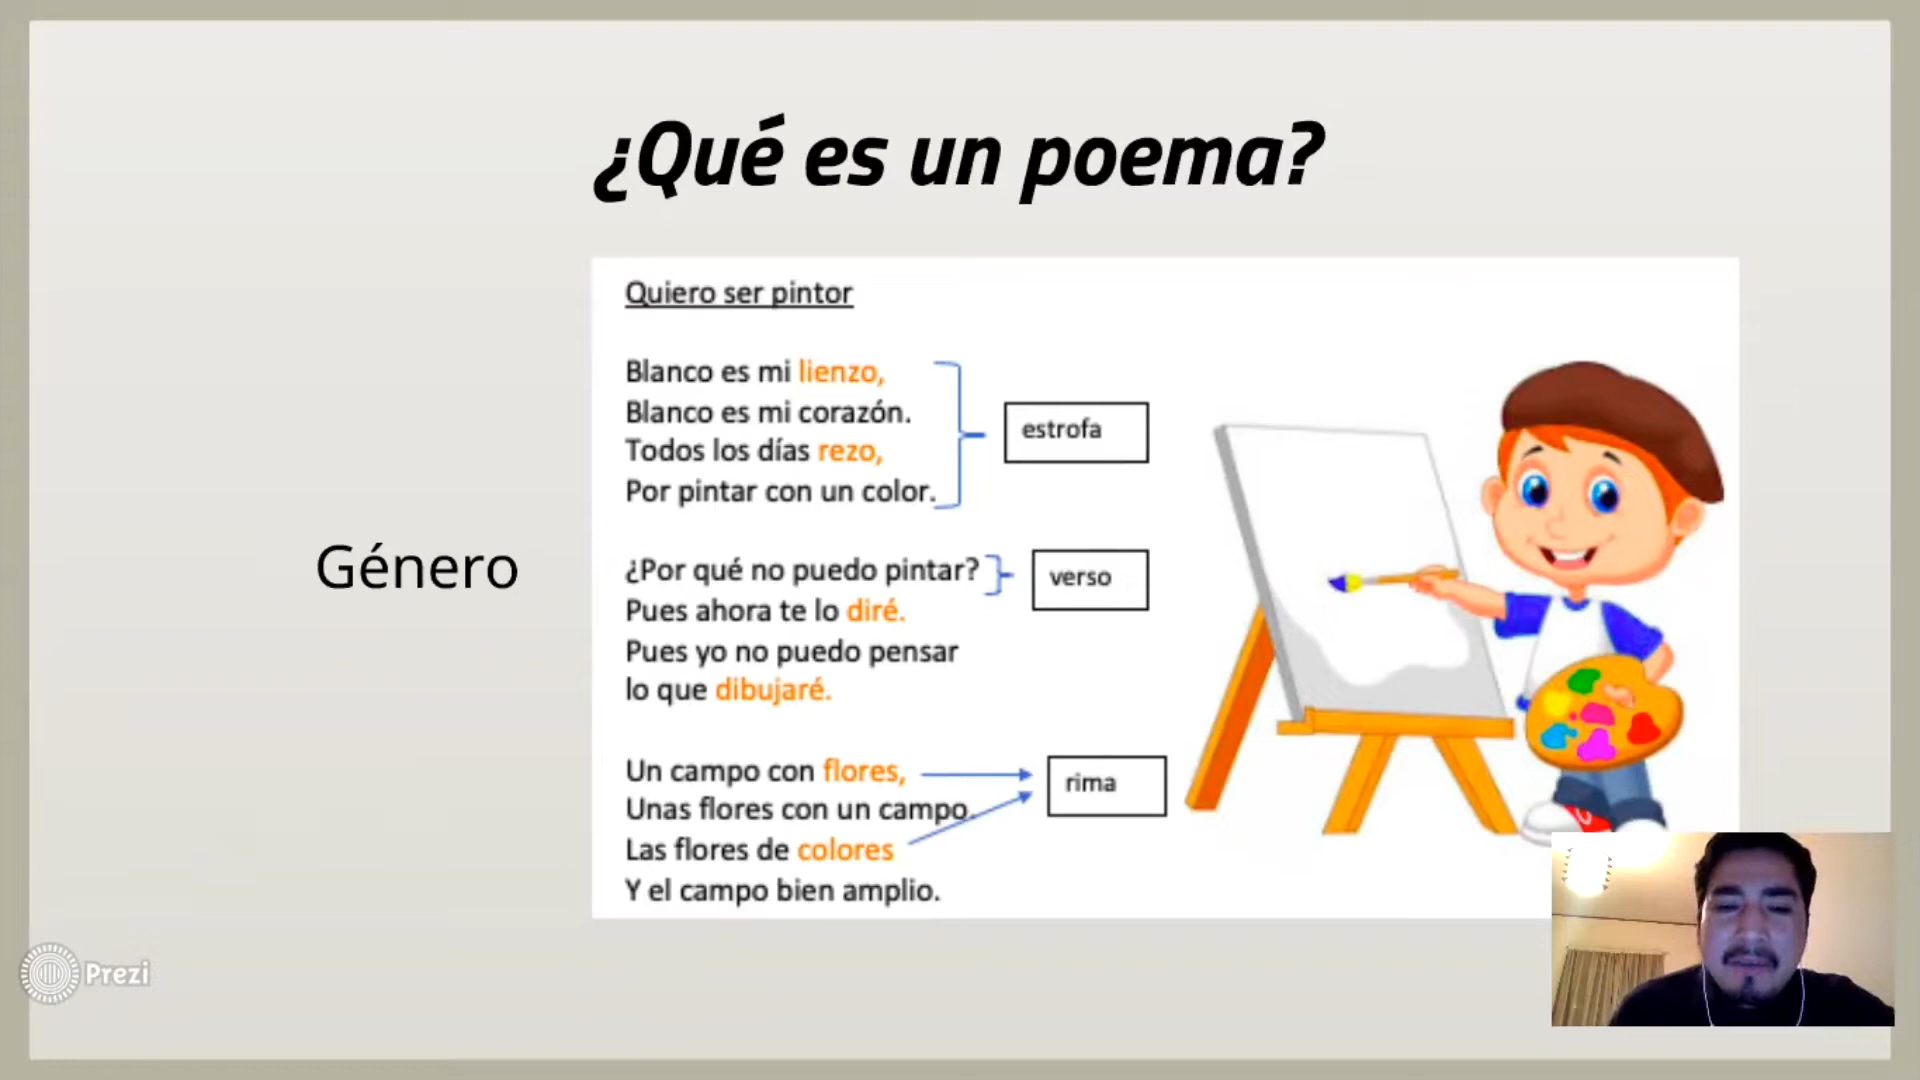 ¿Qué es un poema?
Género
Quiero ser pintor
Blanco es mi lienzo,
Blanco es mi corazón.
Todos los días rezo,
Por pintar con un color.
estrofa
¿Por qué no puedo pintar?
verso
Pues ahora te lo diré.
Pues yo no puedo pensar
lo que dibujaré.
Un campo con flores,
rima
Unas flores con un campo.
Las flores de colores
Y el campo bien amplio.
Prezi